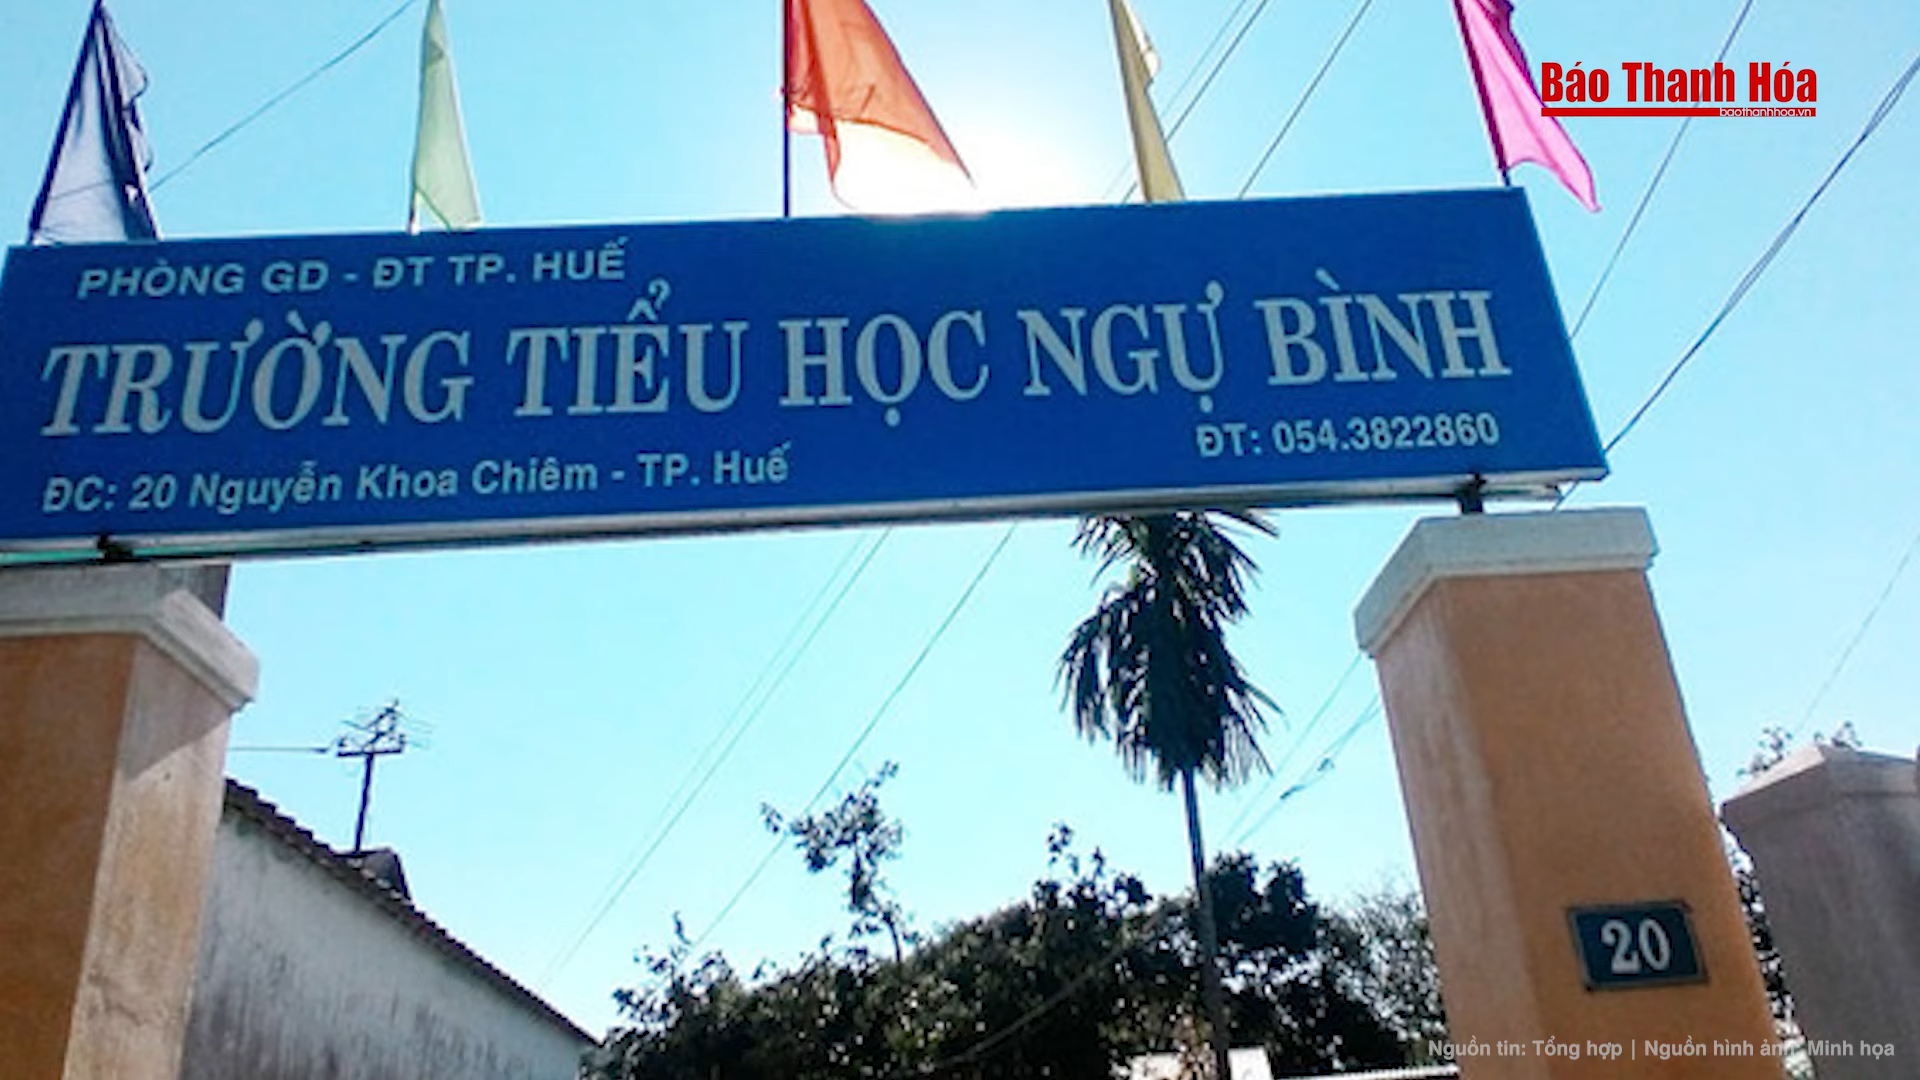 Báo Thanh Hóa
baothanhhoa.vn
PHÒNG GD - ĐT TP. HUẾ
TRƯỜNG TIỂU HỌC NGỰ BÌNH
ĐT: 054.3822860
ĐC: 20 Nguyễn Khoa Chiêm - TP. Huế
20
Nguồn tin: Tổng hợp | Nguồn hình ảnh: Minh họa